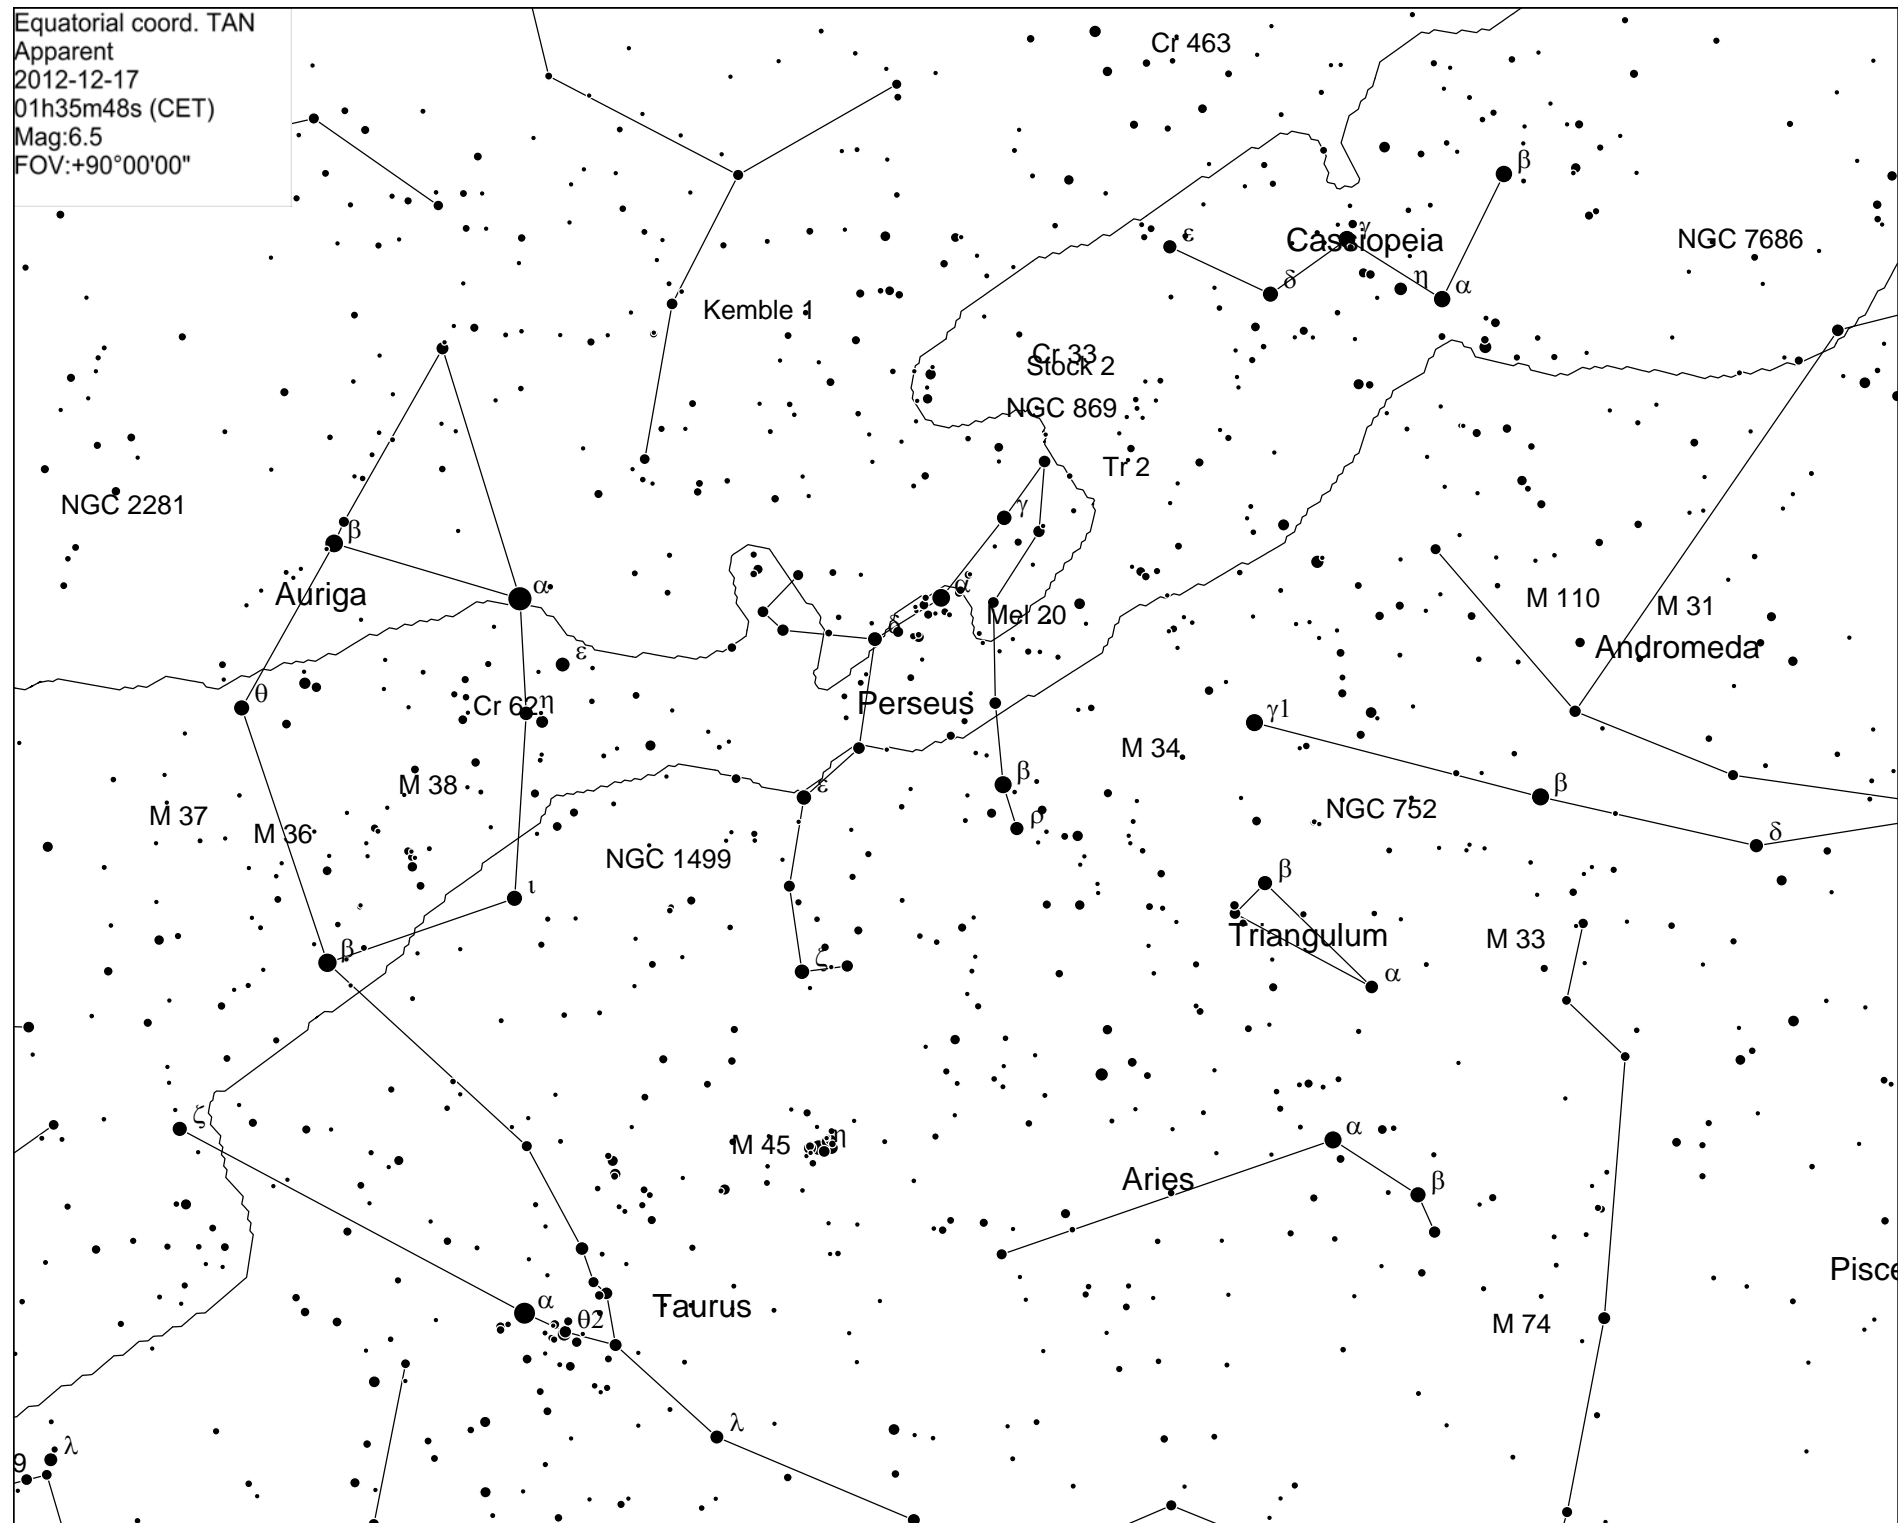 Equatorial coord. TAN
Apparent
2012-12-17
01h35m48s (CET)
Mag:6.5
FOV:+90°00'00"
Cr 463
β
ε
γ
Cassiopeia
NGC 7686
δ
η
α
Kemble 1
Cr 33
Stock 2
NGC 869
Tr 2
NGC 2281
γ
β
α
α
Auriga
M 110
M 31
Mel 20
δ
Andromeda
ε
θ
Cr 62
η
Perseus
γ1
M 34
M 38
β
ε
β
M 37
M 36
ρ
NGC 752
δ
NGC 1499
β
ι
Triangulum
M 33
β
ζ
α
ζ
M 45
η
α
Aries
β
Pisce
α
Taurus
θ2
M 74
λ
λ
9